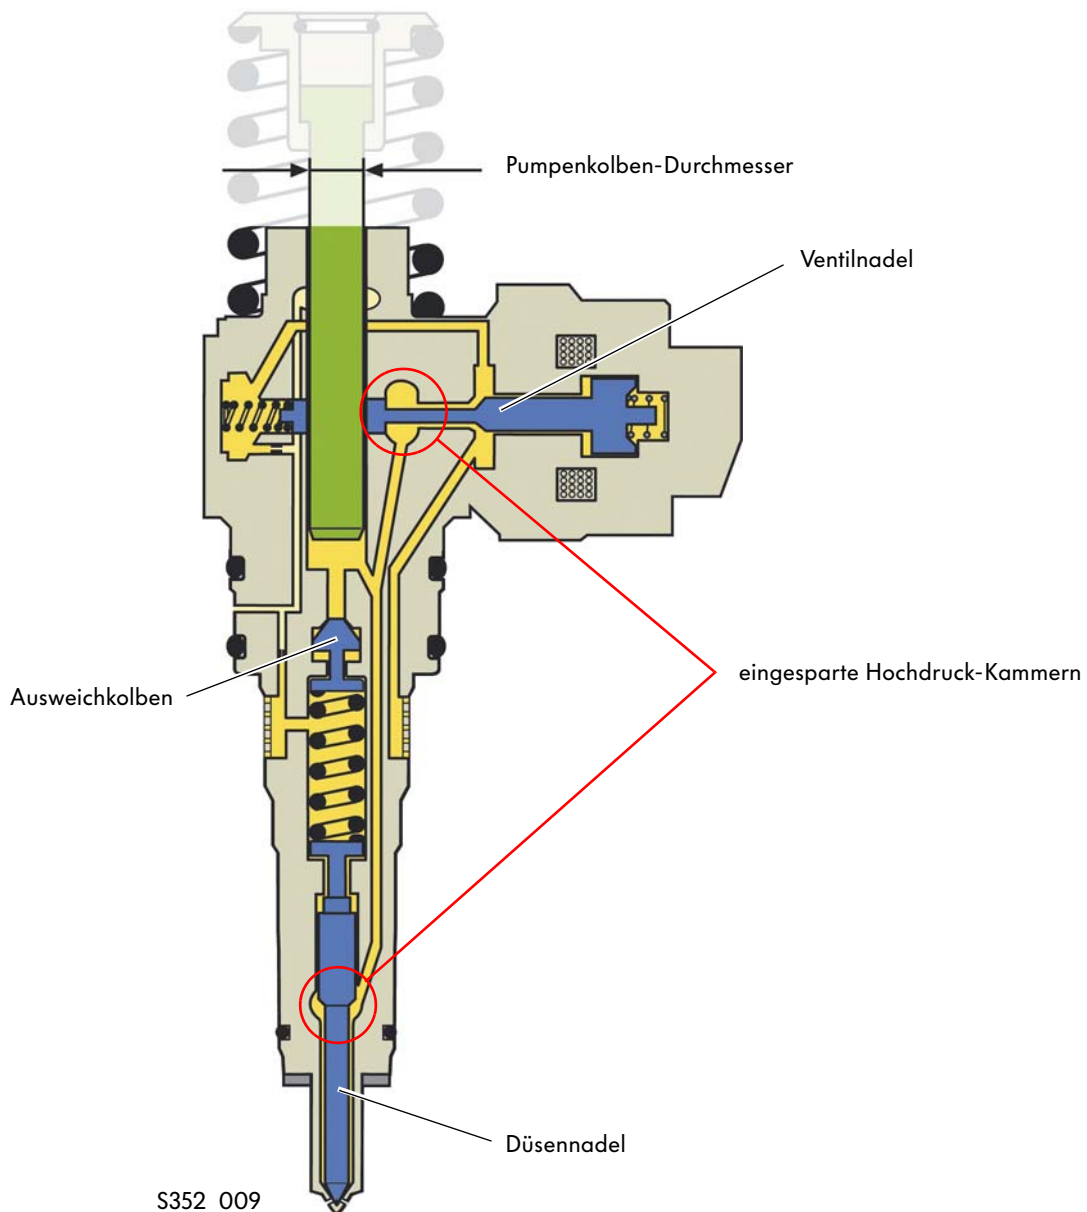 Pumpenkolben-Durchmesser
Ventilnadel
eingesparte Hochdruck-Kammern
Ausweichkolben
Düsennadel
S352_009